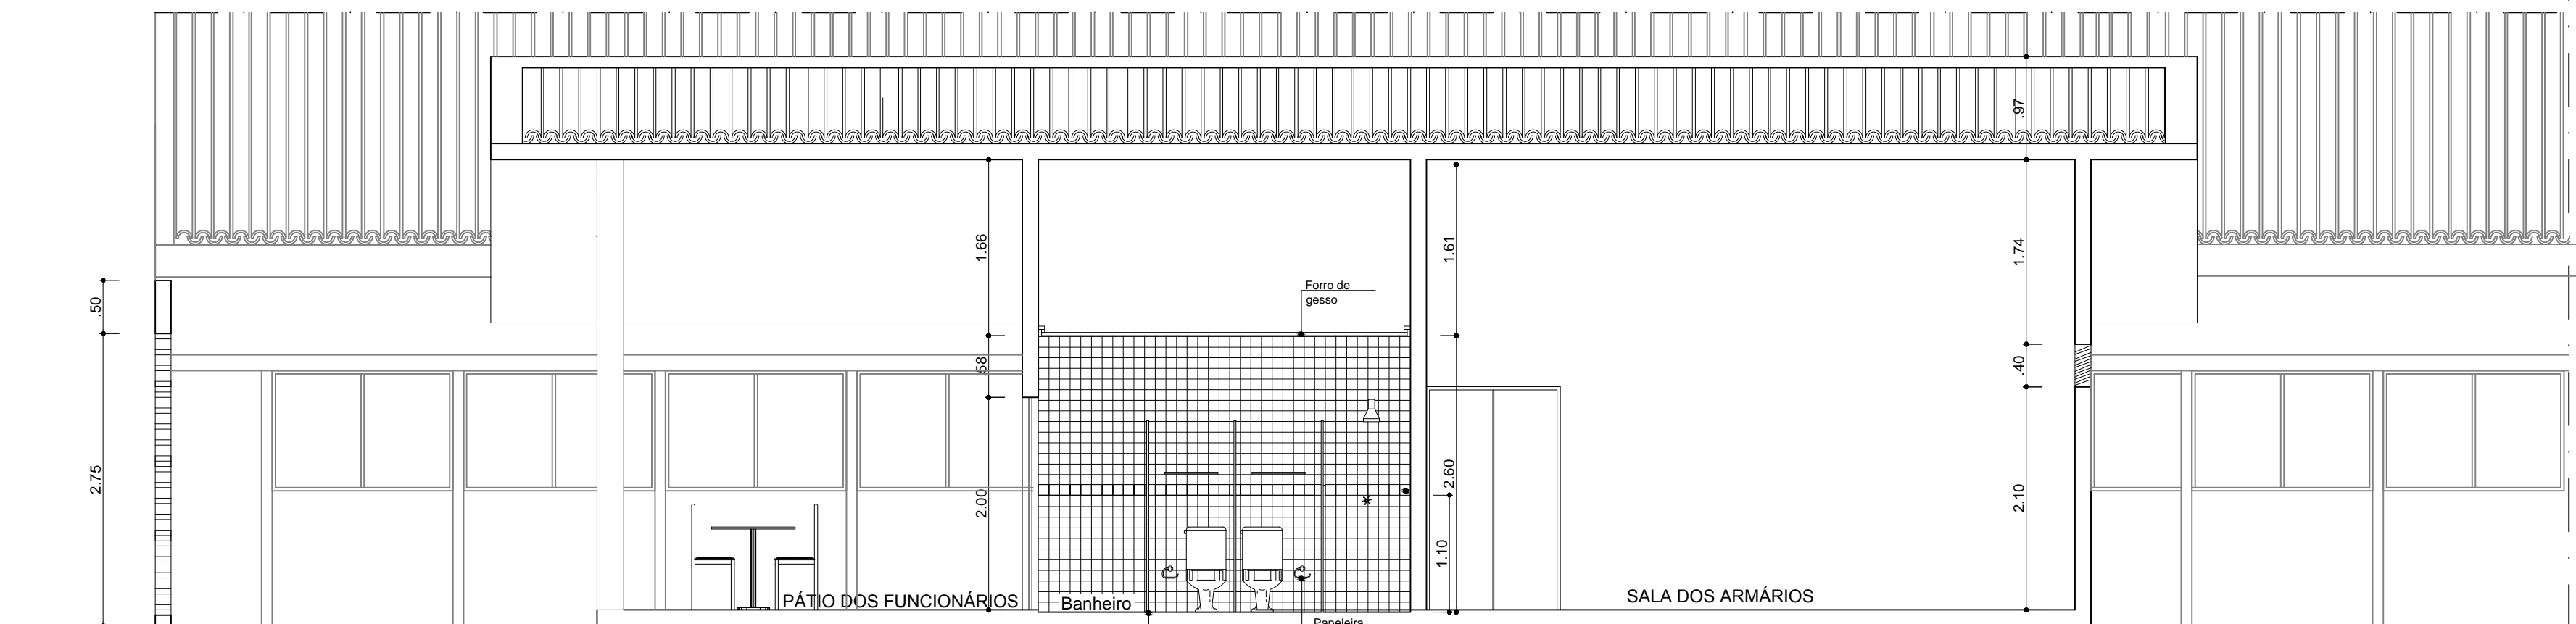 .97
1.66
1.61
1.74
Forro de
gesso
.50
.58
.40
2.75
2.00
2.60
2.10
1.10
PÁTIO DOS FUNCIONÁRIOS
Banheiro
SALA DOS ARMÁRIOS
Papeleira